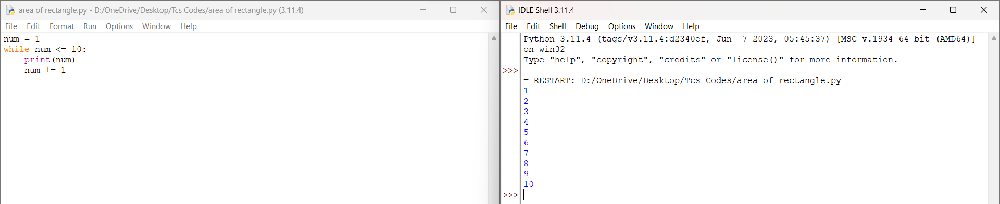 area of rectangle.py - D:/OneDrive/Desktop/Tcs Codes/area of rectangle.py (3.11.4)
File Edit Format Run Options Window Help
num = 1
while num <= 10:
    print(num)
    num += 1
IDLE Shell 3.11.4
File Edit Shell Debug Options Window Help
Python 3.11.4 (tags/v3.11.4:d2340ef, Jun  7 2023, 05:45:37) [MSC v.1934 64 bit (AMD64)]
on win32
Type "help", "copyright", "credits" or "license()" for more information.
>>>
= RESTART: D:/OneDrive/Desktop/Tcs Codes/area of rectangle.py
1
2
3
4
5
6
7
8
9
10
>>>